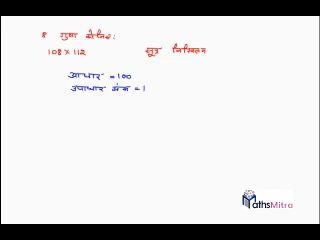 8 गुणा कीजिए:
108 × 112 सूत्र निखिलम
आधार = 100
उपाधार अंक = 1
MathsMitra